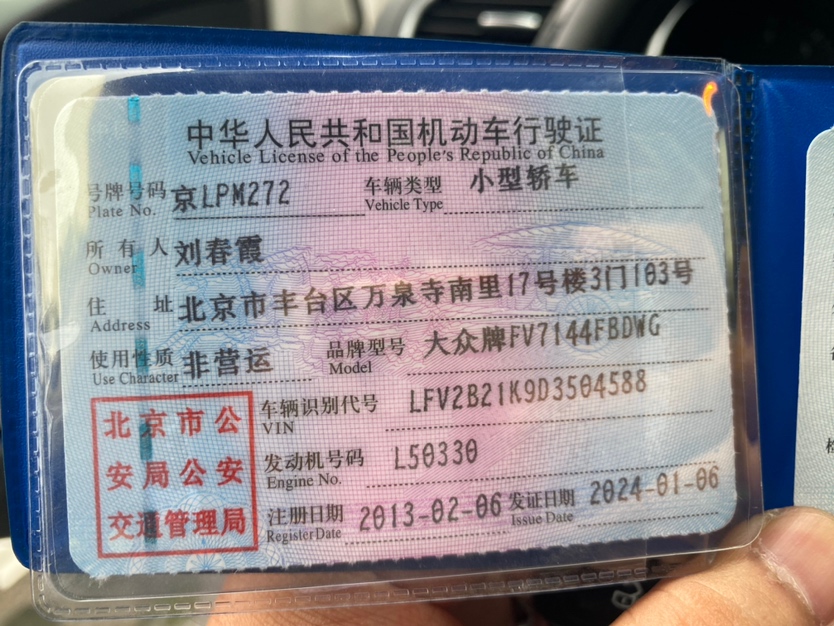 中华人民共和国机动车行驶证
Vehicle License of the People's Republic of China
号牌号码 京LPM272 车辆类型 小型轿车
Plate No. Vehicle Type
所有人 刘春霞
Owner
住址 北京市丰台区万泉寺南里17号楼3门103号
Address
使用性质 非营运 品牌型号 大众牌FV7144FBDWG
Use Character Model
北京市公
安局公安
交通管理局
车辆识别代号 LFV2B21K9D3504588
VIN
发动机号码 L50330
Engine No.
注册日期 2013-02-06 发证日期 2024-01-06
Register Date Issue Date